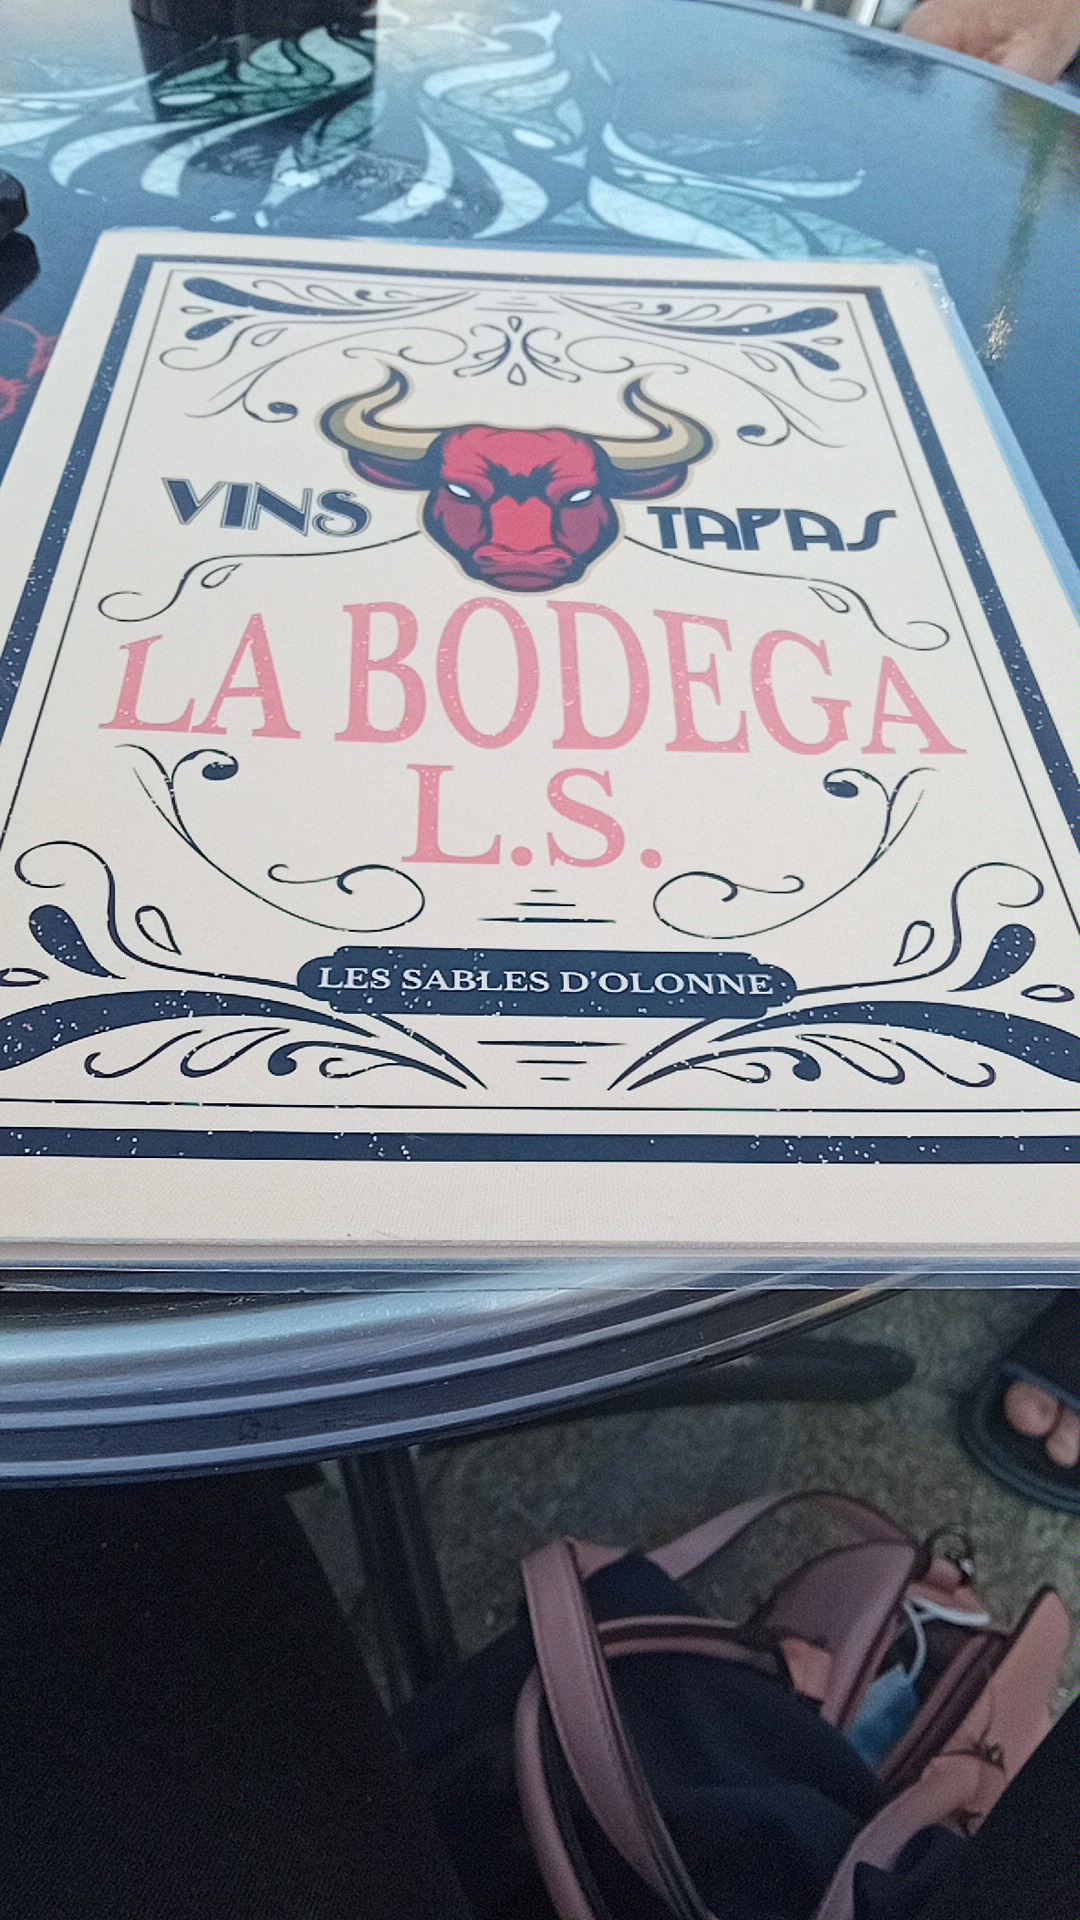 VINS TAPAS
LA BODEGA
L.S.
LES SABLES D'OLONNE